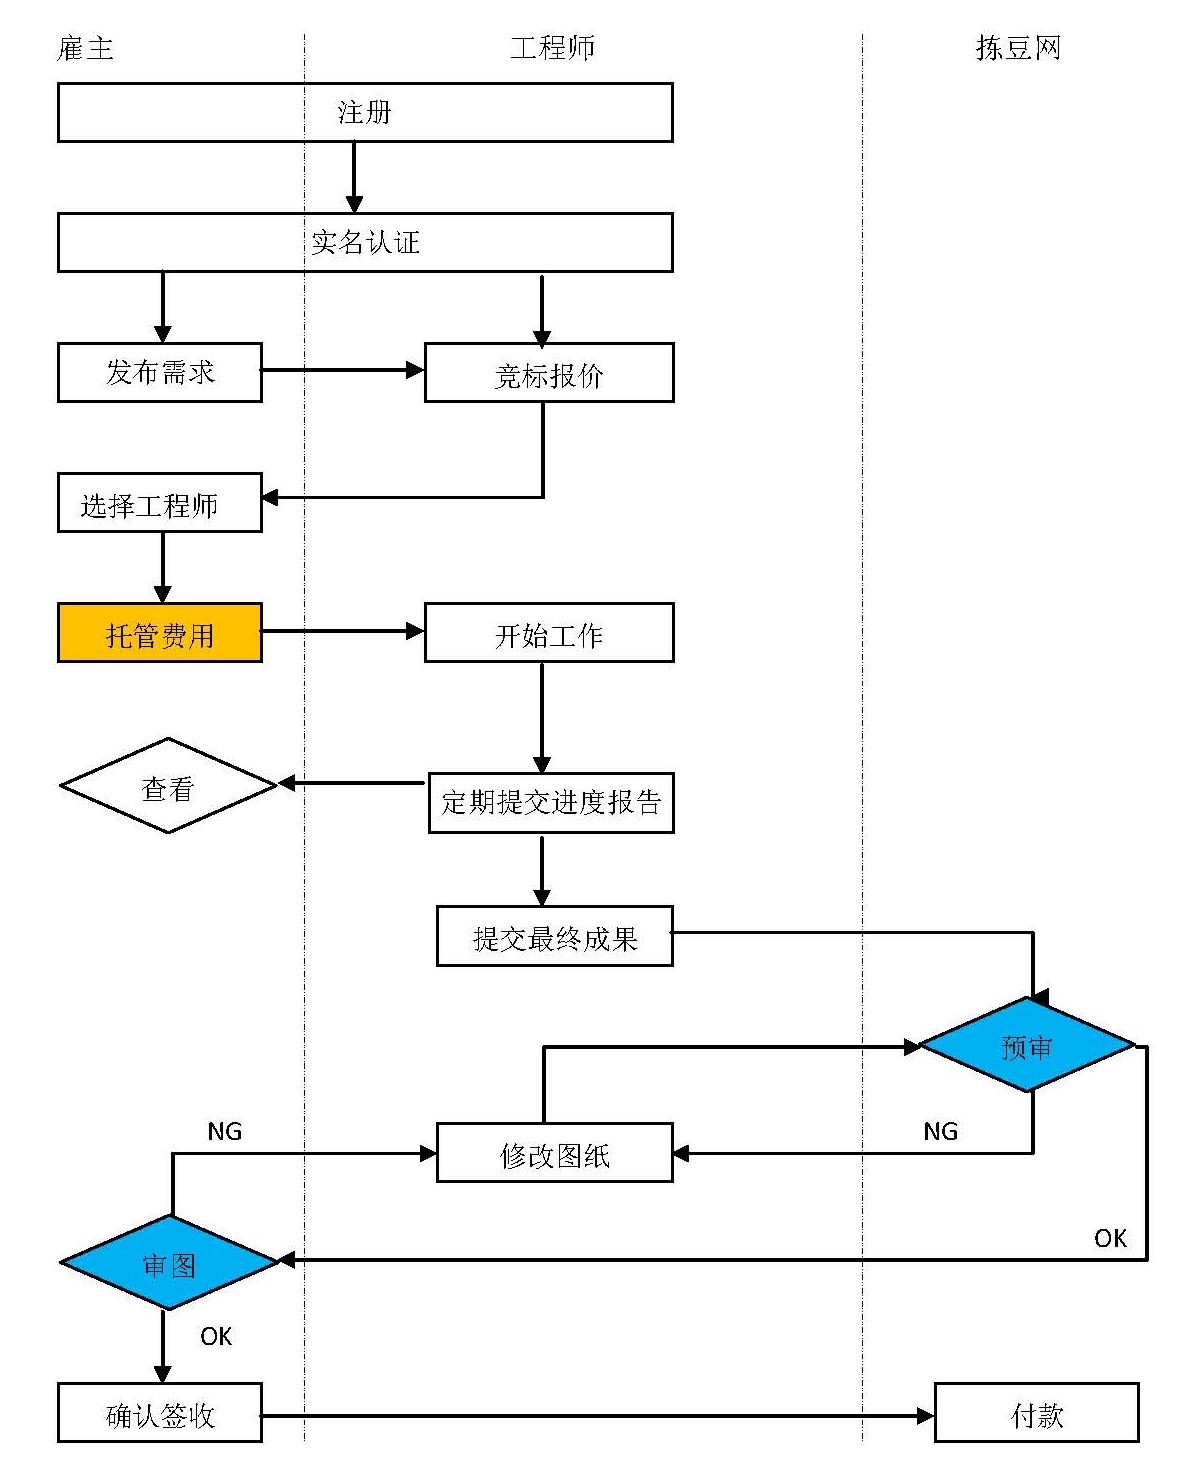 雇主
工程师
拣豆网
注册
实名认证
发布需求
竞标报价
选择工程师
托管费用
开始工作
查看
定期提交进度报告
提交最终成果
预审
NG
NG
修改图纸
OK
审图
OK
确认签收
付款